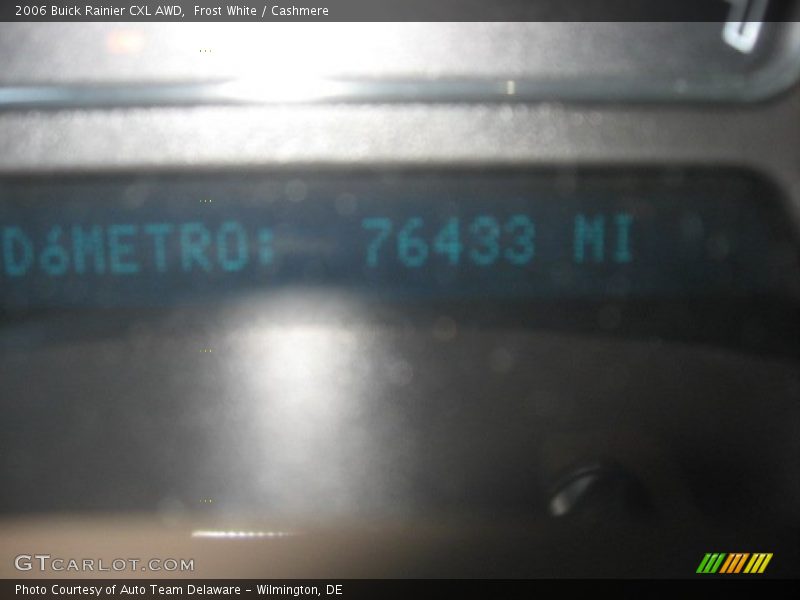 2006 Buick Rainier CXL AWD,  Frost White / Cashmere
DóMETRO:  76433 MI
GTCARLOT.COM
Photo Courtesy of Auto Team Delaware - Wilmington, DE